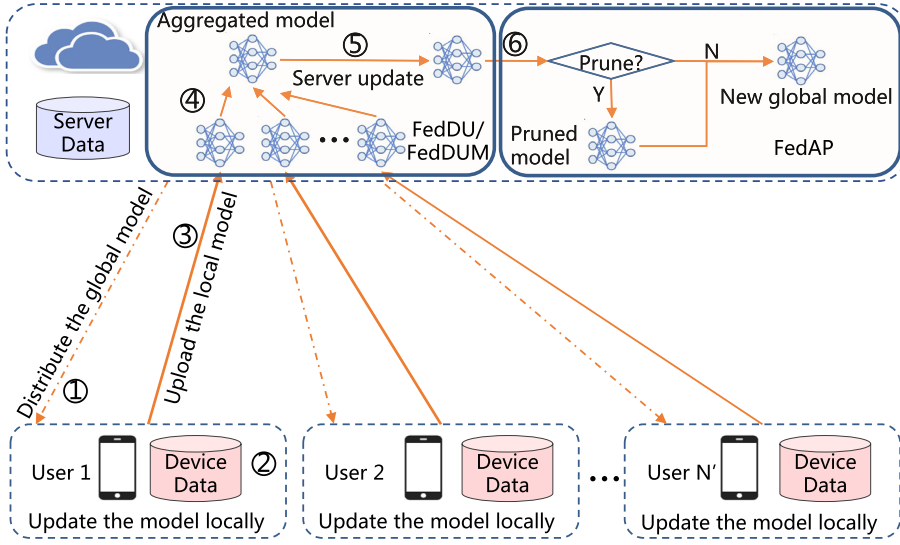 Aggregated model
⑤
Server update
④
FedDU/
FedDUM
Server
Data
⑥
Prune?
N
Y
New global model
Pruned
model
FedAP
Distribute the global model
①
③
Upload the local model
User 1
Device
Data
②
Update the model locally
User 2
Device
Data
Update the model locally
...
User N′
Device
Data
Update the model locally